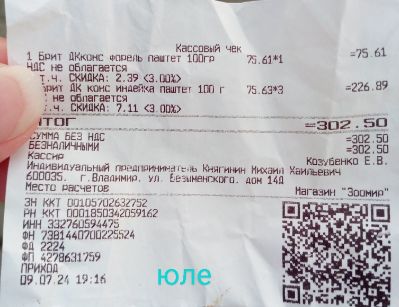 Кассовый чек
1 Брит ДКконс форель паштет 100гр 75.61*1 =75.61
НДС не облагается
т.ч. СКИДКА: 2.39 <3.00%>
Брит ДК конс индейка паштет 100 г 75.63*3 =226.89
не облагается
ч. СКИДКА: 7.11 <3.00%>
ИТОГ =302.50
СУММА БЕЗ НДС =302.50
БЕЗНАЛИЧНЫМИ =302.50
Кассир Козубенко Е.В.
Индивидуальный предприниматель Княгинин Михаил
600035. г.Владимир, ул. Безыменского, дом 14Д
Место расчетов Магазин "Зоомир"
ЗН ККТ 00105702632752
РН ККТ 0001850342059162
ИНН 332760594475
ФН 7381440700225524
ФД 2224
ФП 4278631759
ПРИХОД
09.07.24 19:16
юле